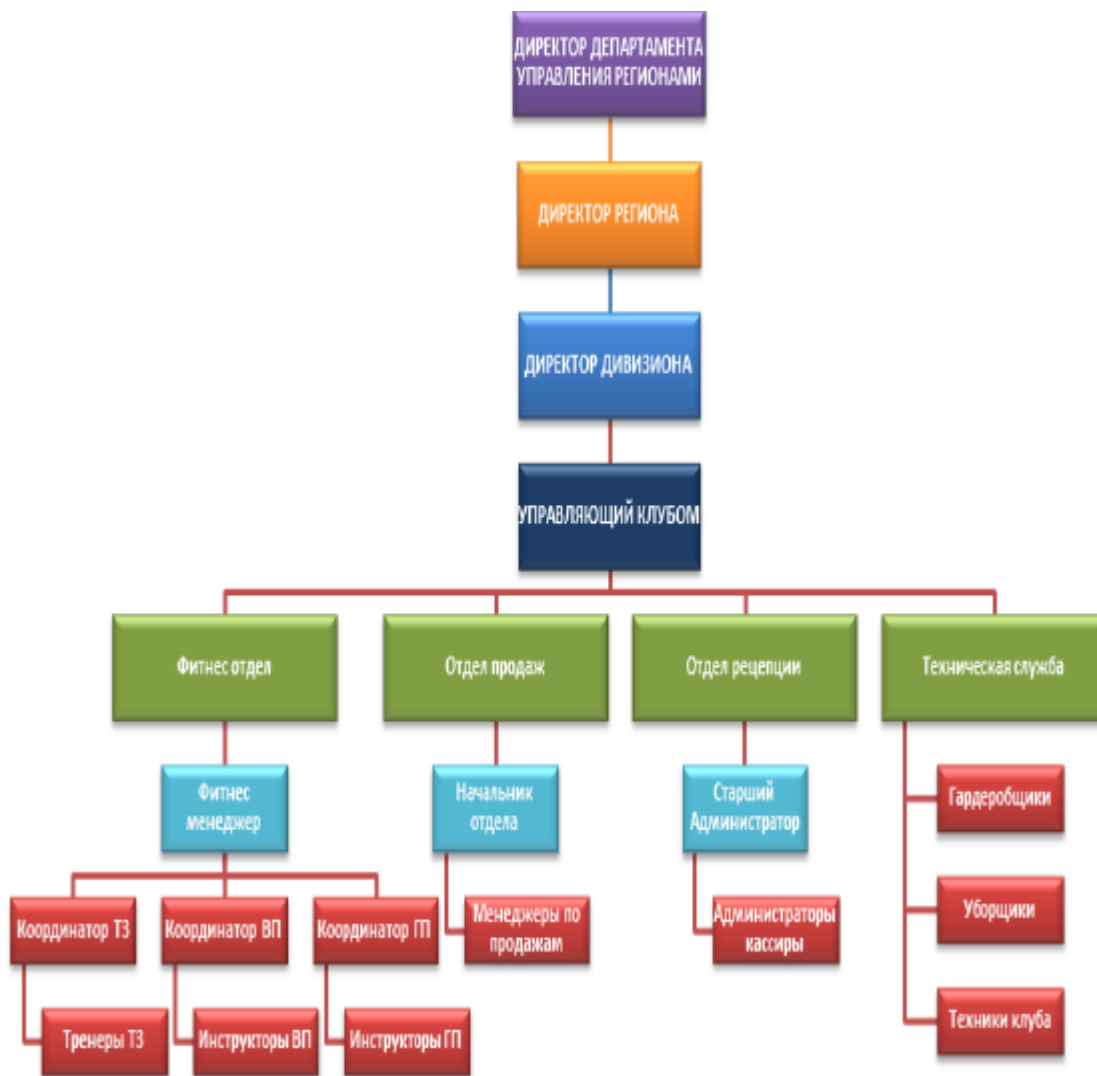 ДИРЕКТОР ДЕПАРТАМЕНТА
УПРАВЛЕНИЯ РЕГИОНАМИ
ДИРЕКТОР РЕГИОНА
ДИРЕКТОР ДИВИЗИОНА
УПРАВЛЯЮЩИЙ КЛУБОМ
Фитнес отдел
Отдел продаж
Отдел рецепции
Техническая служба
Фитнес
менеджер
Начальник
отдела
Старший
Администратор
Гардеробщики
Координатор ТЗ
Координатор ВП
Координатор ГП
Менеджеры по
продажам
Администраторы
кассиры
Уборщики
Тренеры ТЗ
Инструкторы ВП
Инструкторы ГП
Техники клуба